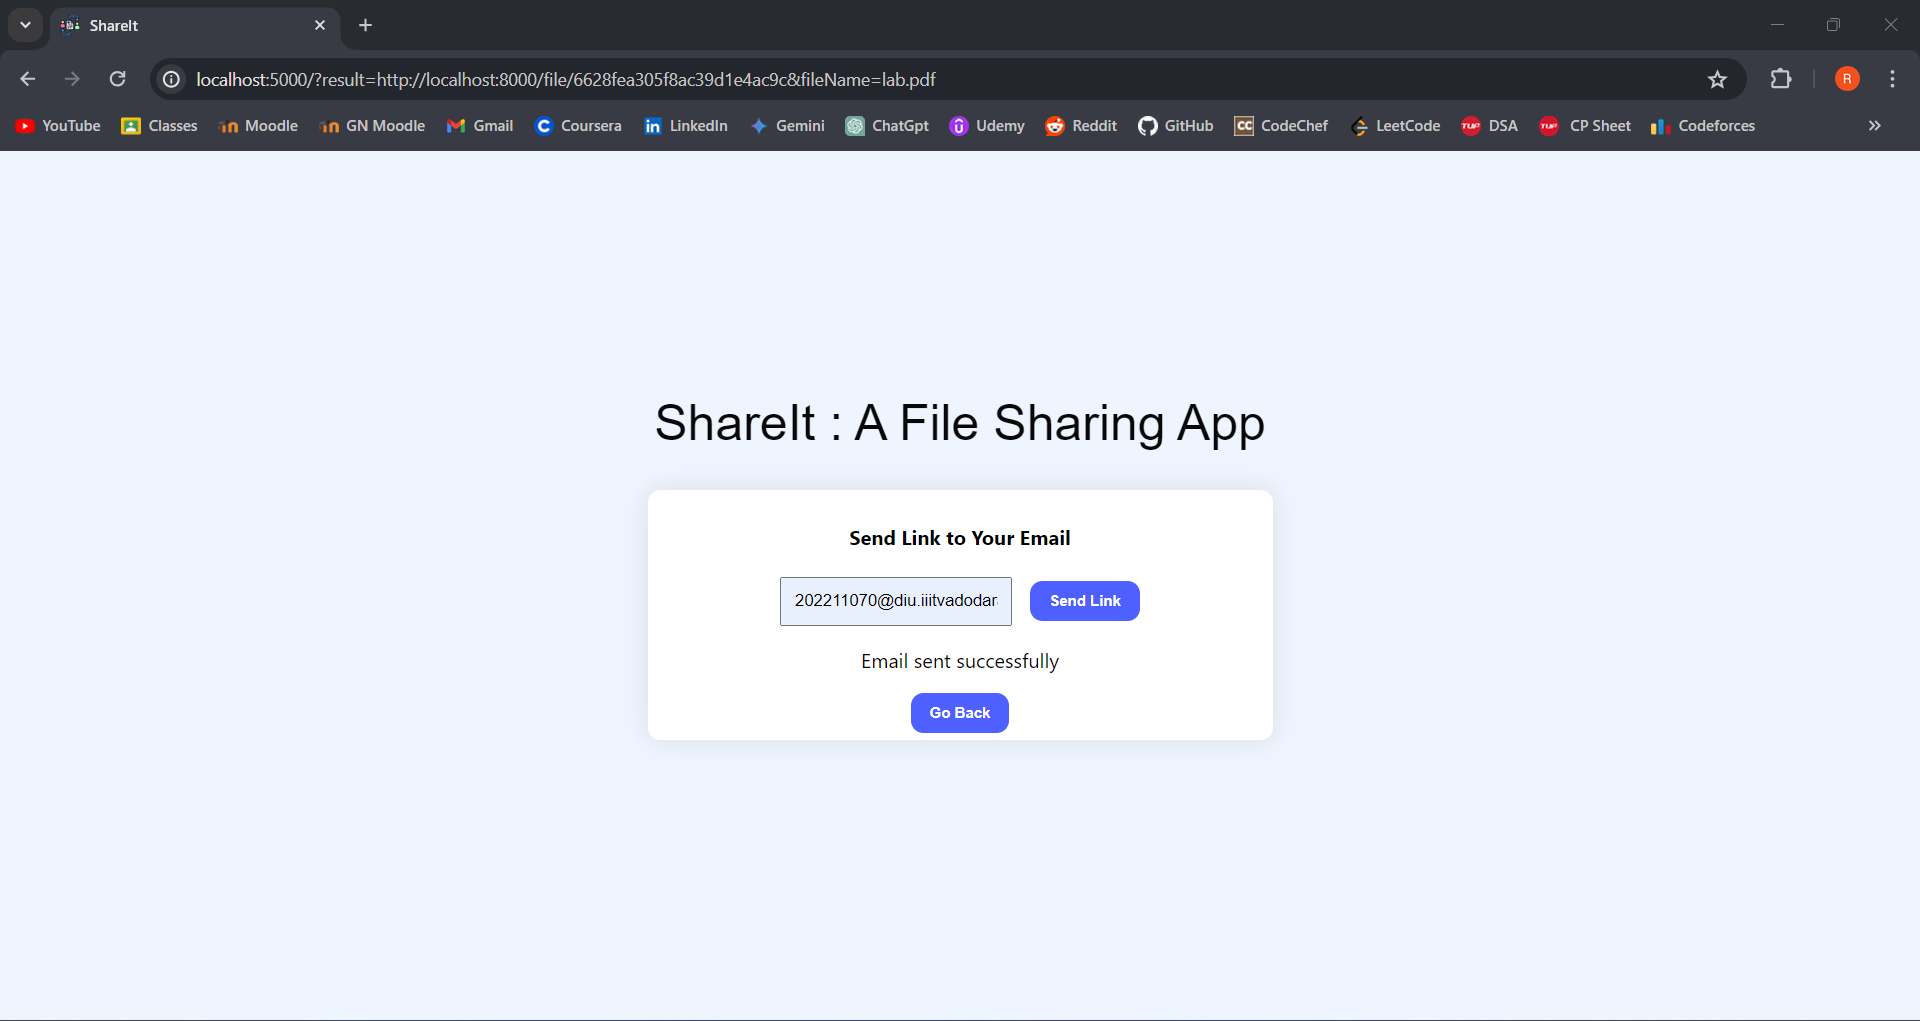 ShareIt
localhost:5000/?result=http://localhost:8000/file/6628fea305f8ac39d1e4ac9c&fileName=lab.pdf
R
YouTube Classes Moodle GN Moodle Gmail Coursera LinkedIn Gemini ChatGpt Udemy Reddit GitHub CodeChef LeetCode DSA CP Sheet Codeforces
ShareIt : A File Sharing App
Send Link to Your Email
202211070@diu.iiitvadodar
Send Link
Email sent successfully
Go Back